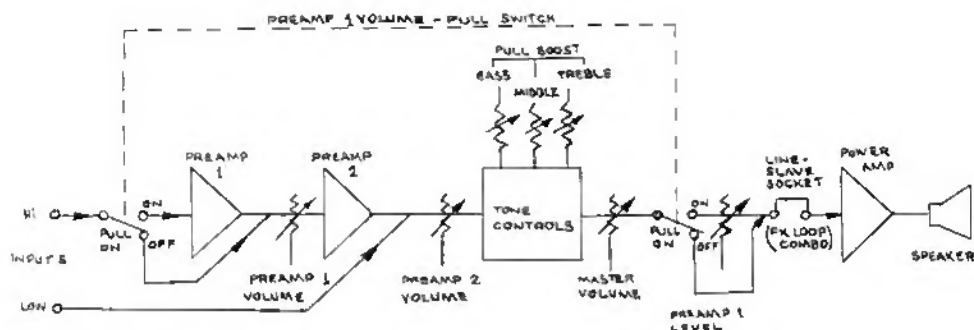 PREAMP 1 VOLUME - PULL SWITCH
PULL BOOST
BASS
TREBLE
MIDDLE
PREAMP
1
PREAMP
2
POWER
AMP
LINE-
SLAVE
SOCKET
HI
ON
PULL
ON
OFF
TONE
CONTROLS
ON
PULL
ON
OFF
(FX LOOP)
COMBO
SPEAKER
INPUTS
PREAMP 1
VOLUME
PREAMP 2
VOLUME
MASTER
VOLUME
LOW
PREAMP 1
LEVEL